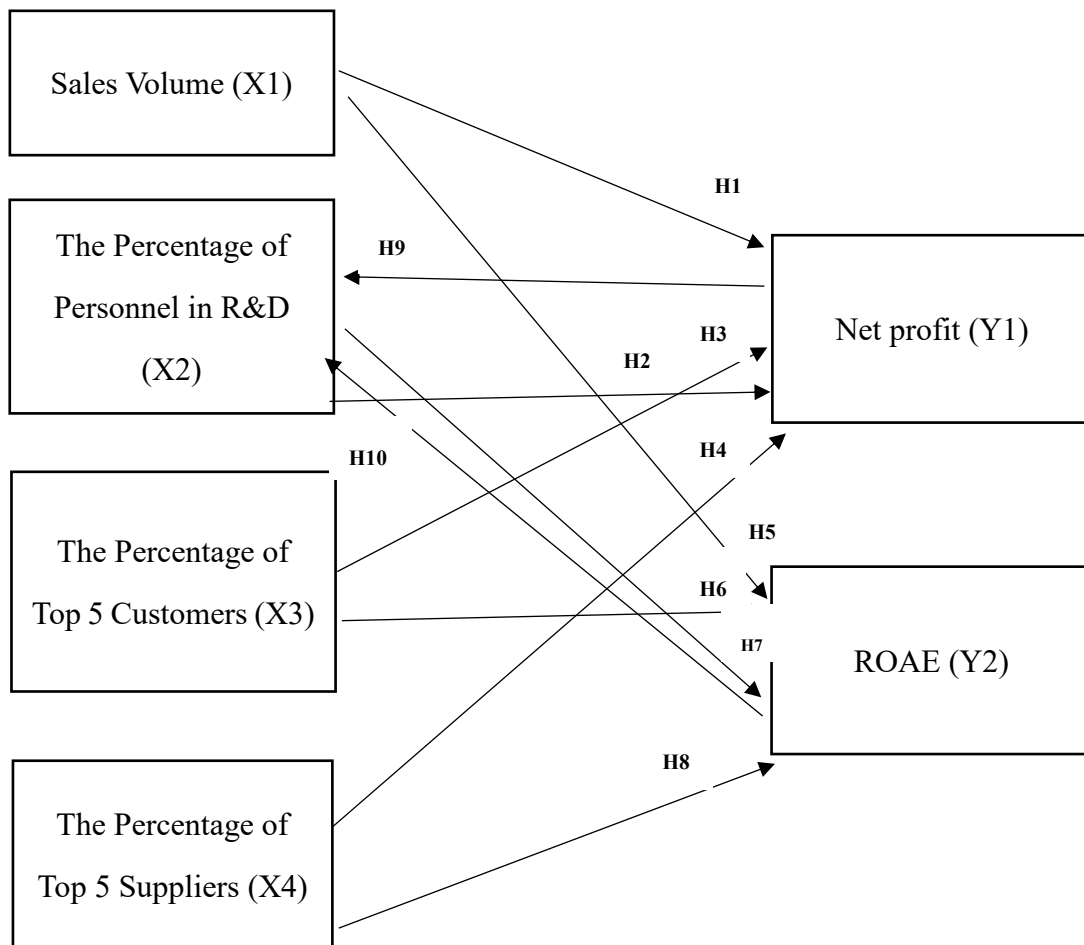 Sales Volume (X1)
H1
The Percentage of
Personnel in R&D
(X2)
H9
H3
H2
Net profit (Y1)
H10
H4
The Percentage of
Top 5 Customers (X3)
H5
H6
H7
ROAE (Y2)
H8
The Percentage of
Top 5 Suppliers (X4)